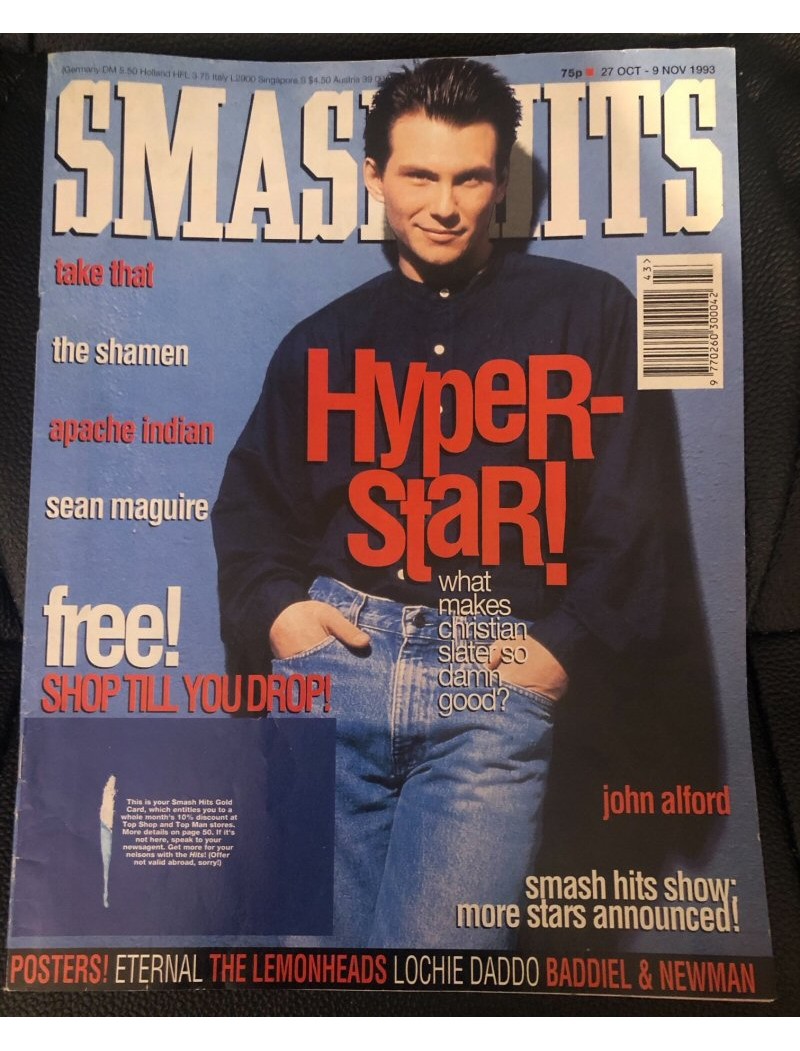 (Germany DM 5.50 Holland HFL 3.75 Italy L2900 Singapore S $4.50 Austria 39
75p ■ 27 OCT - 9 NOV 1993
SMASH HITS
take that
the shamen
apache indian
sean maguire
43>
9 770260 300042
HypeR-
StaR!
what
makes
christian
slater so
damn
good?
free!
SHOP TILL YOU DROP!
This is your Smash Hits Gold
Card, which entitles you to a
whole month's 10% discount at
Top Shop and Top Man stores.
More details on page 50. If it's
not here, speak to your
newsagent. Get more for your
nelsons with the Hits! (Offer
not valid abroad, sorry!)
john alford
smash hits show:
more stars announced!
POSTERS! ETERNAL THE LEMONHEADS LOCHIE DADDO BADDIEL & NEWMAN